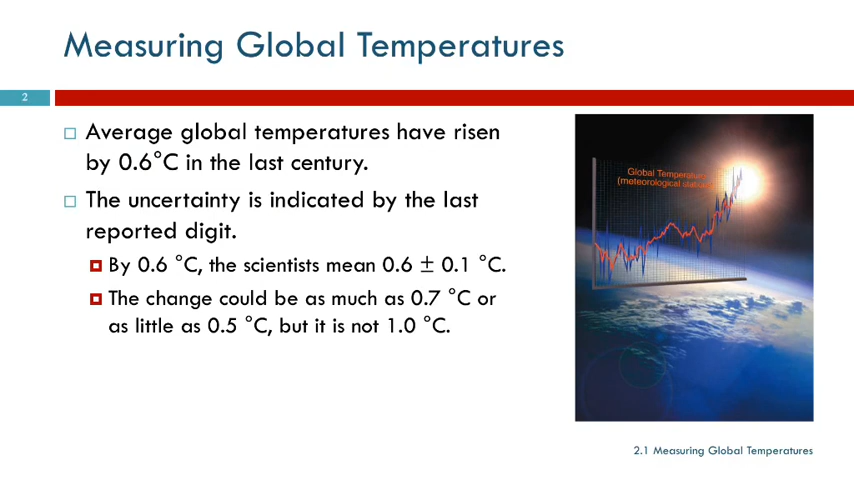 Measuring Global Temperatures
2
Average global temperatures have risen
by 0.6°C in the last century.
The uncertainty is indicated by the last
reported digit.
By 0.6 °C, the scientists mean 0.6 ± 0.1 °C.
The change could be as much as 0.7 °C or
as little as 0.5 °C, but it is not 1.0 °C.
Global Temperature
(meteorological
2.1 Measuring Global Temperatures